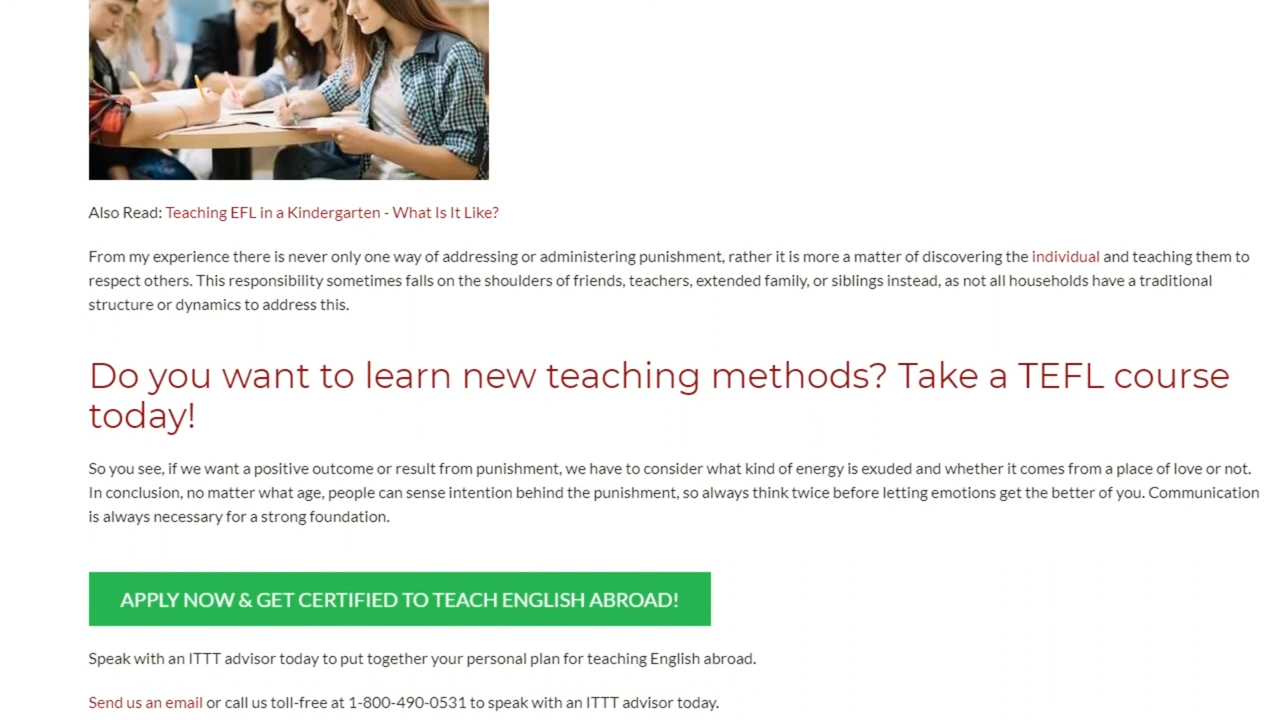 Also Read: Teaching EFL in a Kindergarten - What Is It Like?
From my experience there is never only one way of addressing or administering punishment, rather it is more a matter of discovering the individual and teaching them to
respect others. This responsibility sometimes falls on the shoulders of friends, teachers, extended family, or siblings instead, as not all households have a traditional
structure or dynamics to address this.
Do you want to learn new teaching methods? Take a TEFL course
today!
So you see, if we want a positive outcome or result from punishment, we have to consider what kind of energy is exuded and whether it comes from a place of love or not.
In conclusion, no matter what age, people can sense intention behind the punishment, so always think twice before letting emotions get the better of you. Communication
is always necessary for a strong foundation.
APPLY NOW & GET CERTIFIED TO TEACH ENGLISH ABROAD!
Speak with an ITTT advisor today to put together your personal plan for teaching English abroad.
Send us an email or call us toll-free at 1-800-490-0531 to speak with an ITTT advisor today.